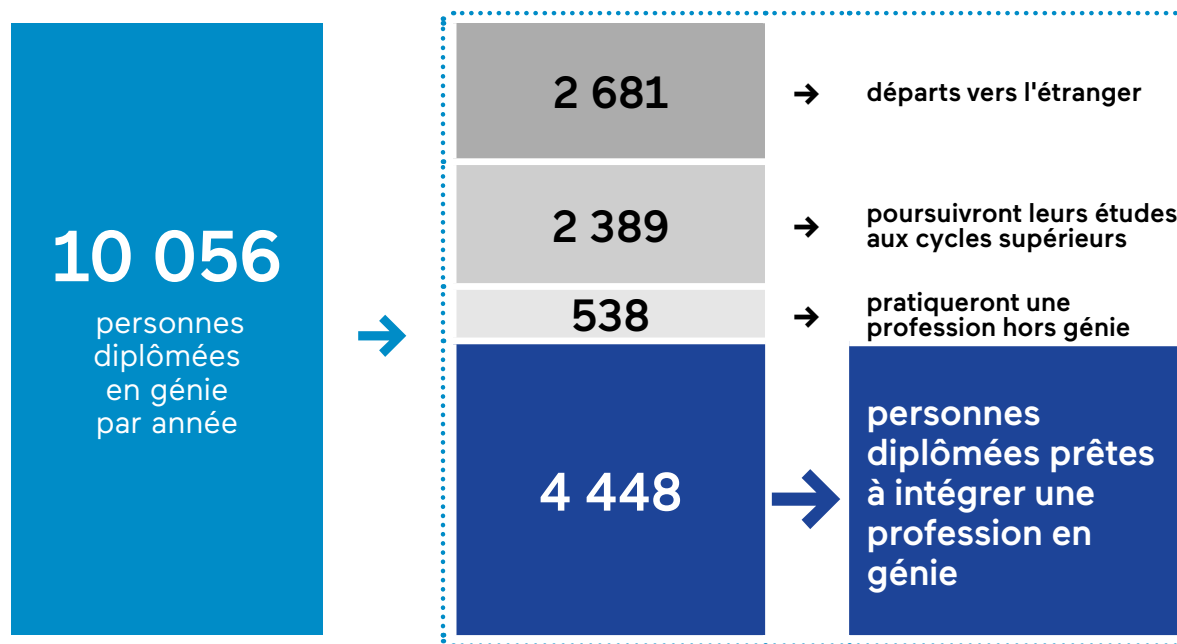 10 056
personnes
diplômées
en génie
par année
2 681
départs vers l'étranger
2 389
poursuivront leurs études
aux cycles supérieurs
538
pratiqueront une
profession hors génie
4 448
personnes
diplômées prêtes
à intégrer une
profession en
génie